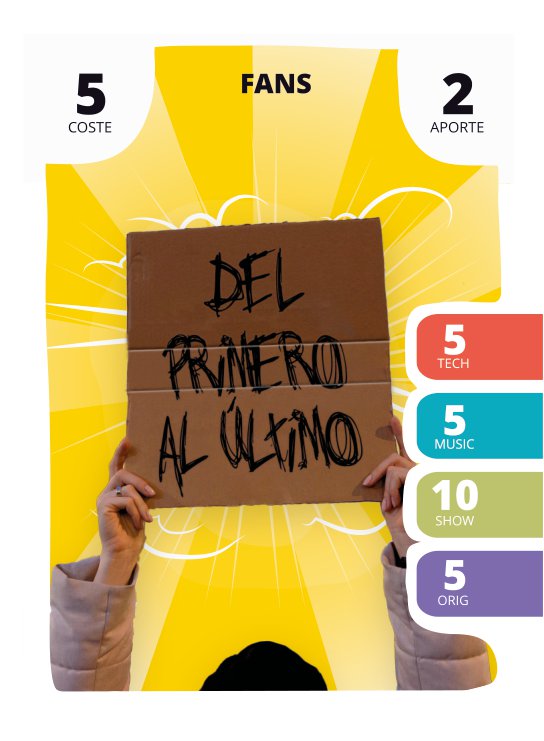 5
COSTE
FANS
2
APORTE
DEL
PRIMERO
AL ÚLTIMO
5
TECH
5
MUSIC
10
SHOW
5
ORIG